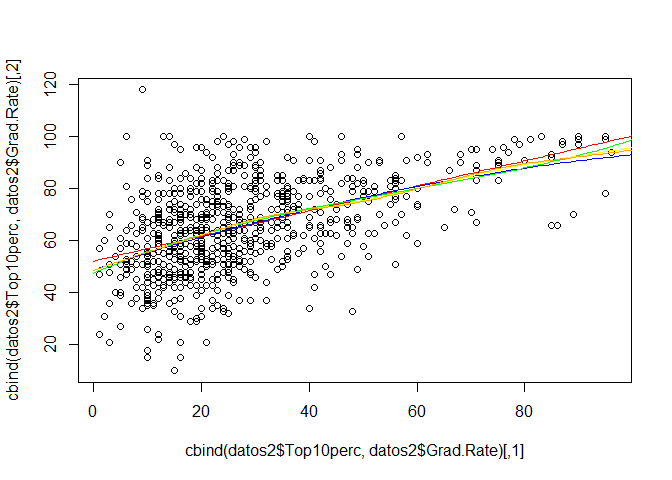 cbind(datos2$Top10perc, datos2$Grad.Rate)[,2]
120
100
80
60
40
20
0 20 40 60 80
cbind(datos2$Top10perc, datos2$Grad.Rate)[,1]